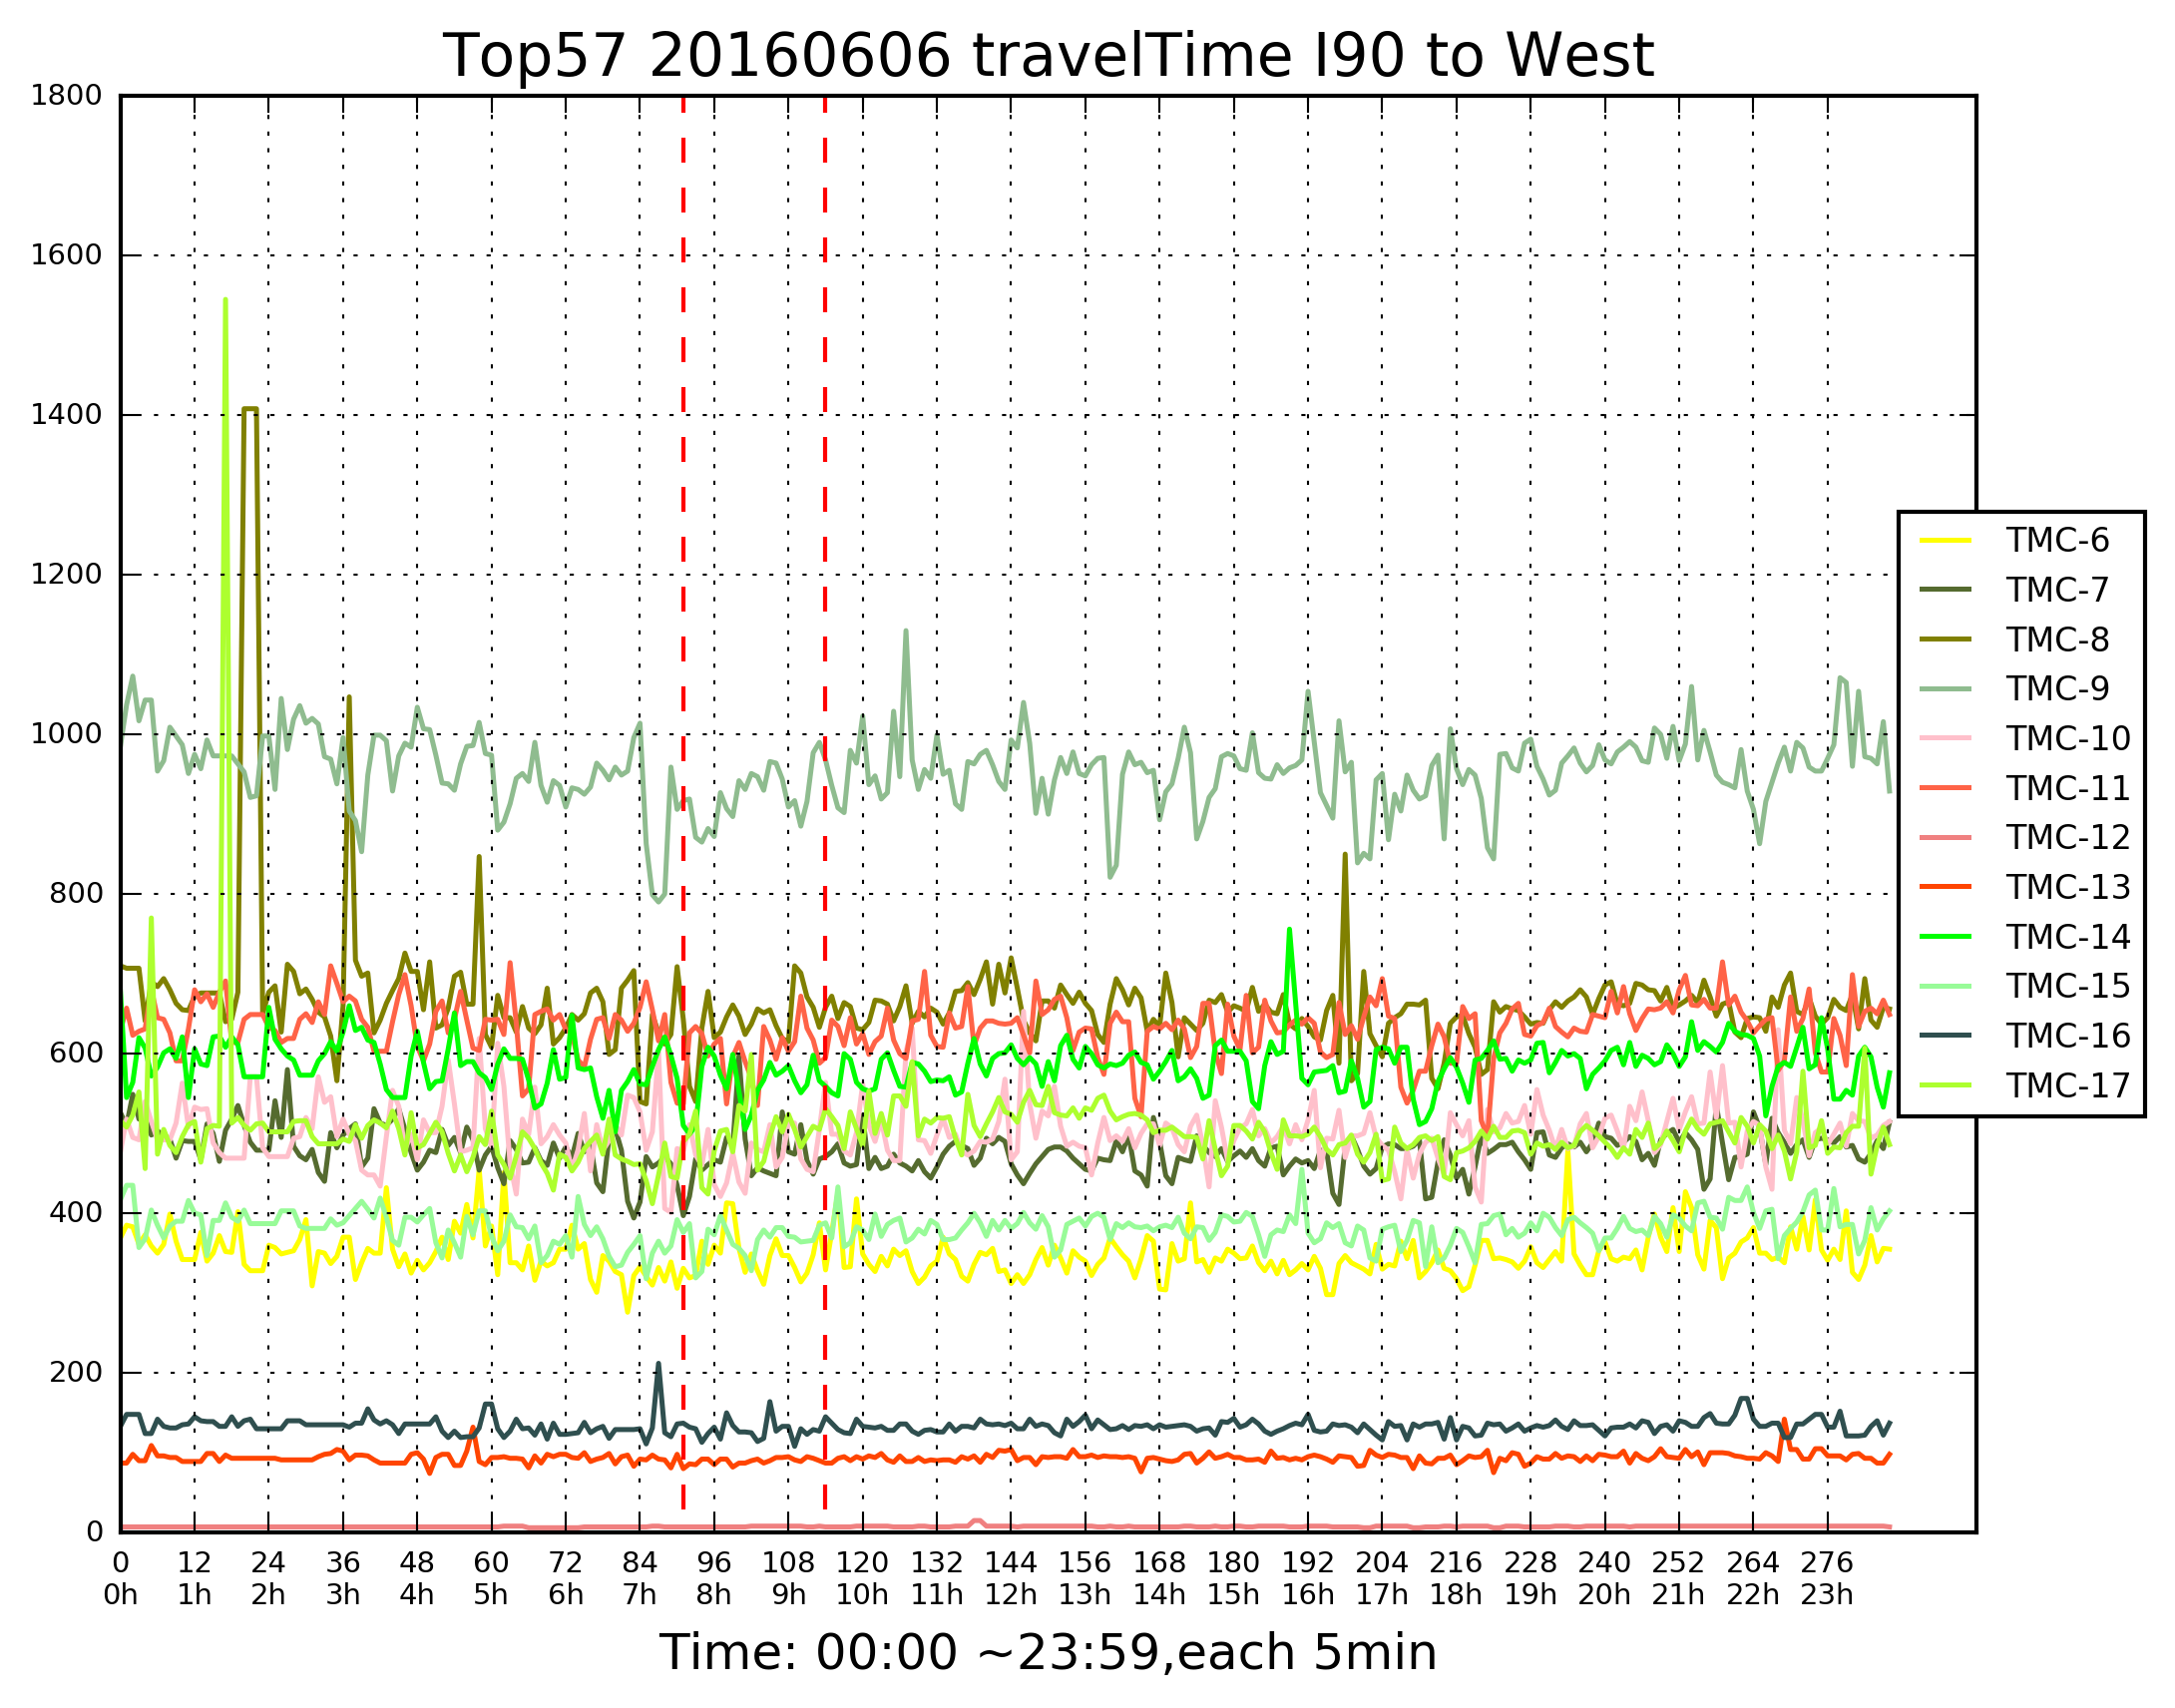 Top57 20160606 travelTime I90 to West
1800
1600
1400
1200
1000
800
600
400
200
0
TMC-6
TMC-7
TMC-8
TMC-9
TMC-10
TMC-11
TMC-12
TMC-13
TMC-14
TMC-15
TMC-16
TMC-17
0 12 24 36 48 60 72 84 96 108 120 132 144 156 168 180 192 204 216 228 240 252 264 276
0h 1h 2h 3h 4h 5h 6h 7h 8h 9h 10h 11h 12h 13h 14h 15h 16h 17h 18h 19h 20h 21h 22h 23h
Time: 00:00 ~23:59,each 5min